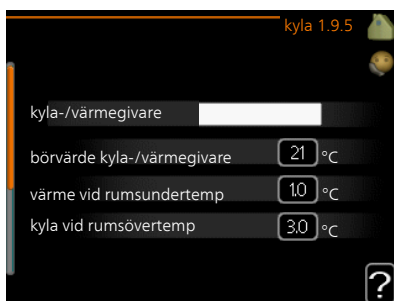 kyla 1.9.5
kyla-/värmegivare
börvärde kyla-/värmegivare 21 °C
värme vid rumsundertemp 1.0 °C
kyla vid rumsövertemp 3.0 °C
?